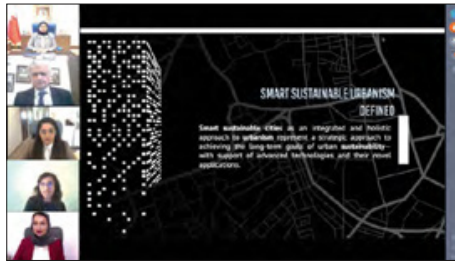 SMART SUSTAINABLE URBANISM
DEFINED
Smart sustainable cities as an integrated and holistic
approach to urbanism represent a strategic approach to
achieving the long-term goals of urban sustainability–
with support of advanced technologies and their novel
applications.